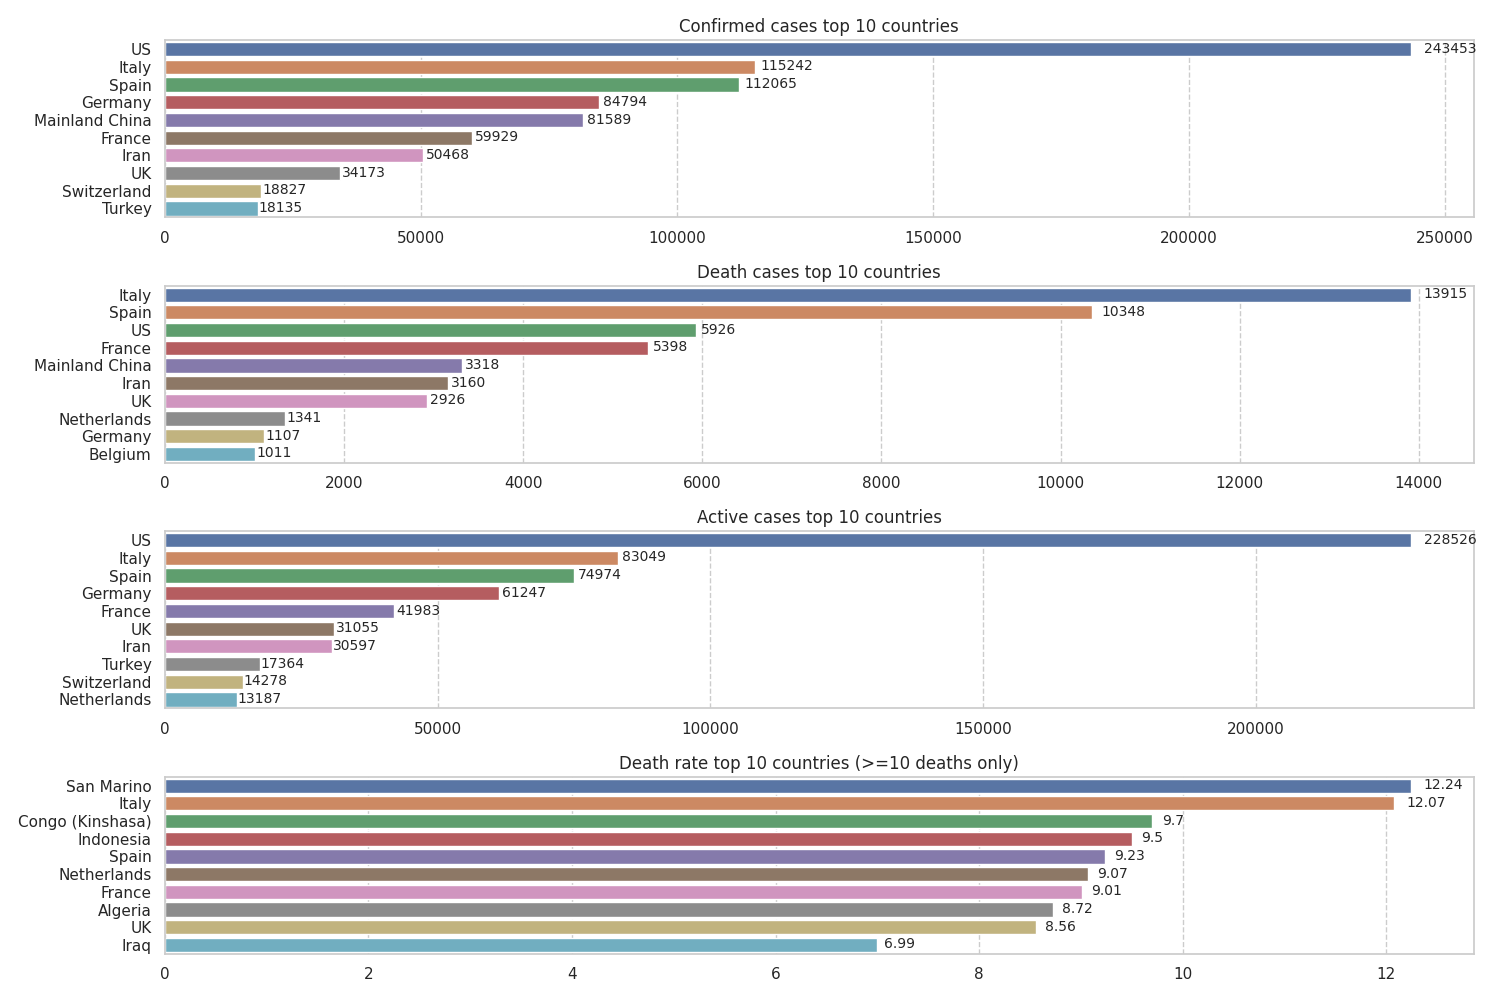 Confirmed cases top 10 countries
US 243453
Italy 115242
Spain 112065
Germany 84794
Mainland China 81589
France 59929
Iran 50468
UK 34173
Switzerland 18827
Turkey 18135
0 50000 100000 150000 200000 250000
Death cases top 10 countries
Italy 13915
Spain 10348
US 5926
France 5398
Mainland China 3318
Iran 3160
UK 2926
Netherlands 1341
Germany 1107
Belgium 1011
0 2000 4000 6000 8000 10000 12000 14000
Active cases top 10 countries
US 228526
Italy 83049
Spain 74974
Germany 61247
France 41983
UK 31055
Iran 30597
Turkey 17364
Switzerland 14278
Netherlands 13187
0 50000 100000 150000 200000
Death rate top 10 countries (>=10 deaths only)
San Marino 12.24
Italy 12.07
Congo (Kinshasa) 9.7
Indonesia 9.5
Spain 9.23
Netherlands 9.07
France 9.01
Algeria 8.72
UK 8.56
Iraq 6.99
0 2 4 6 8 10 12